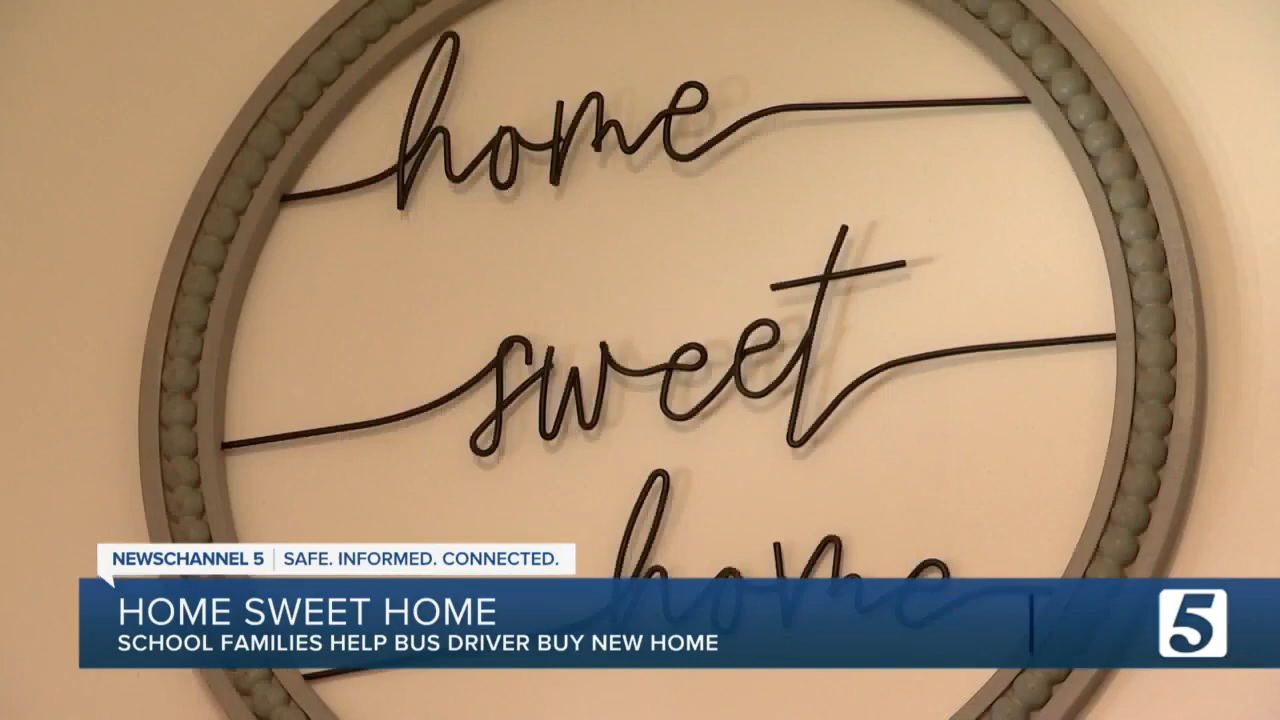 home
sweet
home
NEWSCHANNEL 5 | SAFE. INFORMED. CONNECTED.
HOME SWEET HOME
SCHOOL FAMILIES HELP BUS DRIVER BUY NEW HOME
5